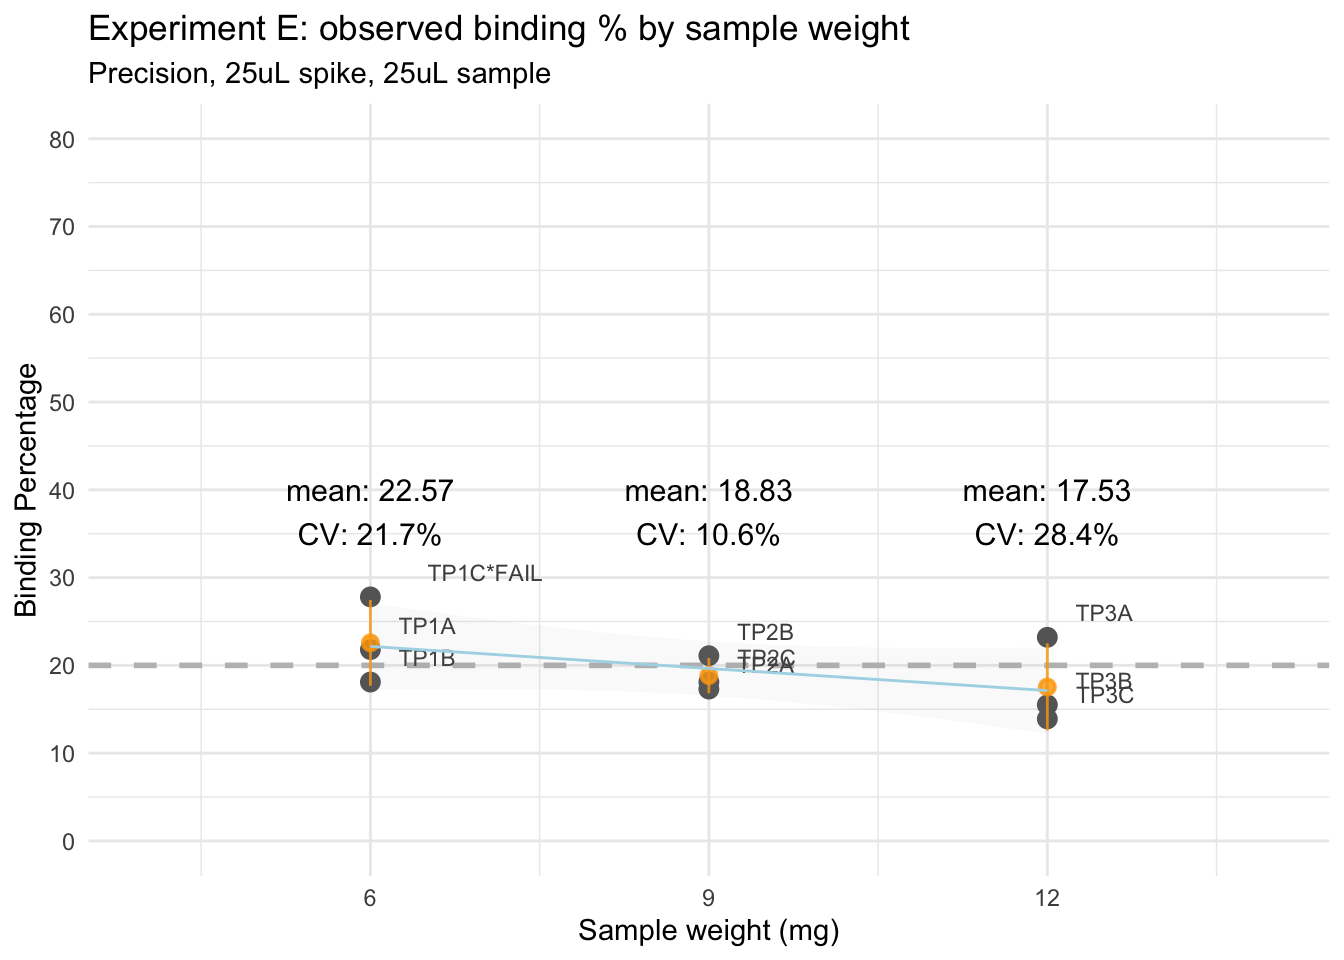 Experiment E: observed binding % by sample weight
Precision, 25uL spike, 25uL sample
80
70
60
50
40
30
20
10
0
Binding Percentage
mean: 22.57
CV: 21.7%
mean: 18.83
CV: 10.6%
mean: 17.53
CV: 28.4%
TP1C*FAIL
TP1A
TP1B
TP2B
TP2C
TP2A
TP3A
TP3B
TP3C
6
9
12
Sample weight (mg)